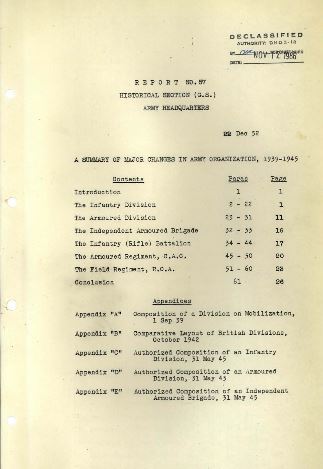 DECLASSIFIED
AUTHORITY: DHD 3-12
BY
NOV 12 1986
DATE:
REPORT NO.57
HISTORICAL SECTION (G.S.)
ARMY HEADQUARTERS
22 Dec 52
A SUMMARY OF MAJOR CHANGES IN ARMY ORGANIZATION, 1939-1945
Contents Paras Page
Introduction 1 1
The Infantry Division 2 - 22 1
The Armoured Division 23 - 31 11
The Independent Armoured Brigade 32 - 33 16
The Infantry (Rifle) Battalion 34 - 44 17
The Armoured Regiment, C.A.C. 45 - 50 20
The Field Regiment, R.C.A. 51 - 60 22
Conclusion 61 26
Appendices
Appendix "A" Composition of a Division on Mobilization,
1 Sep 39
Appendix "B" Comparative Layout of British Divisions,
October 1942
Appendix "C" Authorized Composition of an Infantry
Division, 31 May 45
Appendix "D" Authorized Composition of an Armoured
Division, 31 May 45
Appendix "E" Authorized Composition of an Independent
Armoured Brigade, 31 May 45